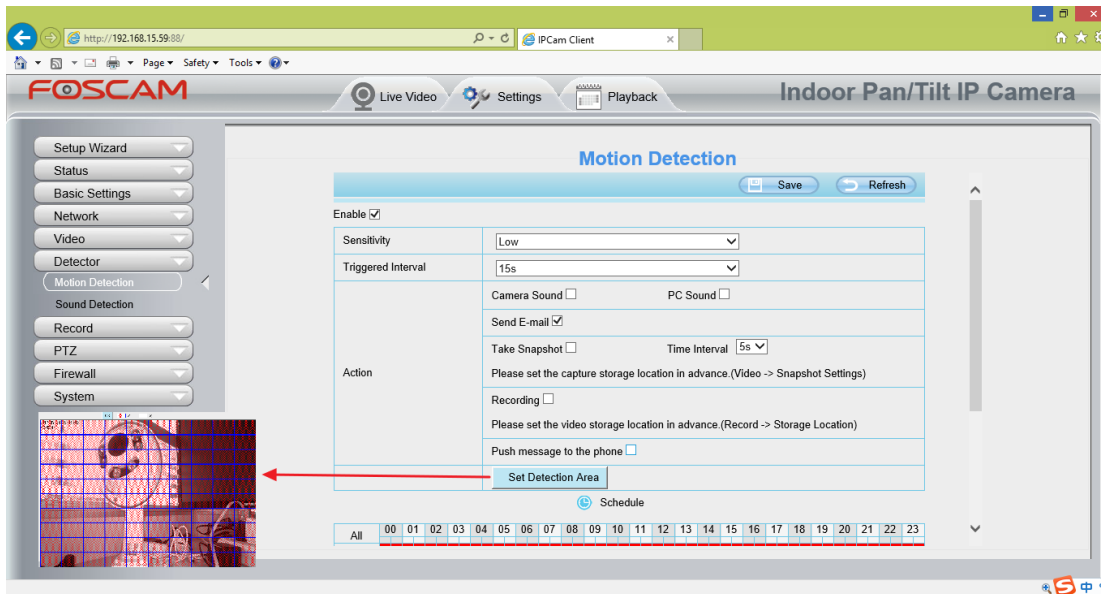 http://192.168.15.59:88/
IPCam Client
Page Safety Tools
FOSCAM
Live Video
Settings
Playback
Indoor Pan/Tilt IP Camera
Setup Wizard
Status
Basic Settings
Network
Video
Detector
Motion Detection
Sound Detection
Record
PTZ
Firewall
System
Motion Detection
Save
Refresh
Enable
Sensitivity
Low
Triggered Interval
15s
Action
Camera Sound
PC Sound
Send E-mail
Take Snapshot
Time Interval
5s
Please set the capture storage location in advance.(Video -> Snapshot Settings)
Recording
Please set the video storage location in advance.(Record -> Storage Location)
Push message to the phone
Set Detection Area
Schedule
All 00 01 02 03 04 05 06 07 08 09 10 11 12 13 14 15 16 17 18 19 20 21 22 23
中